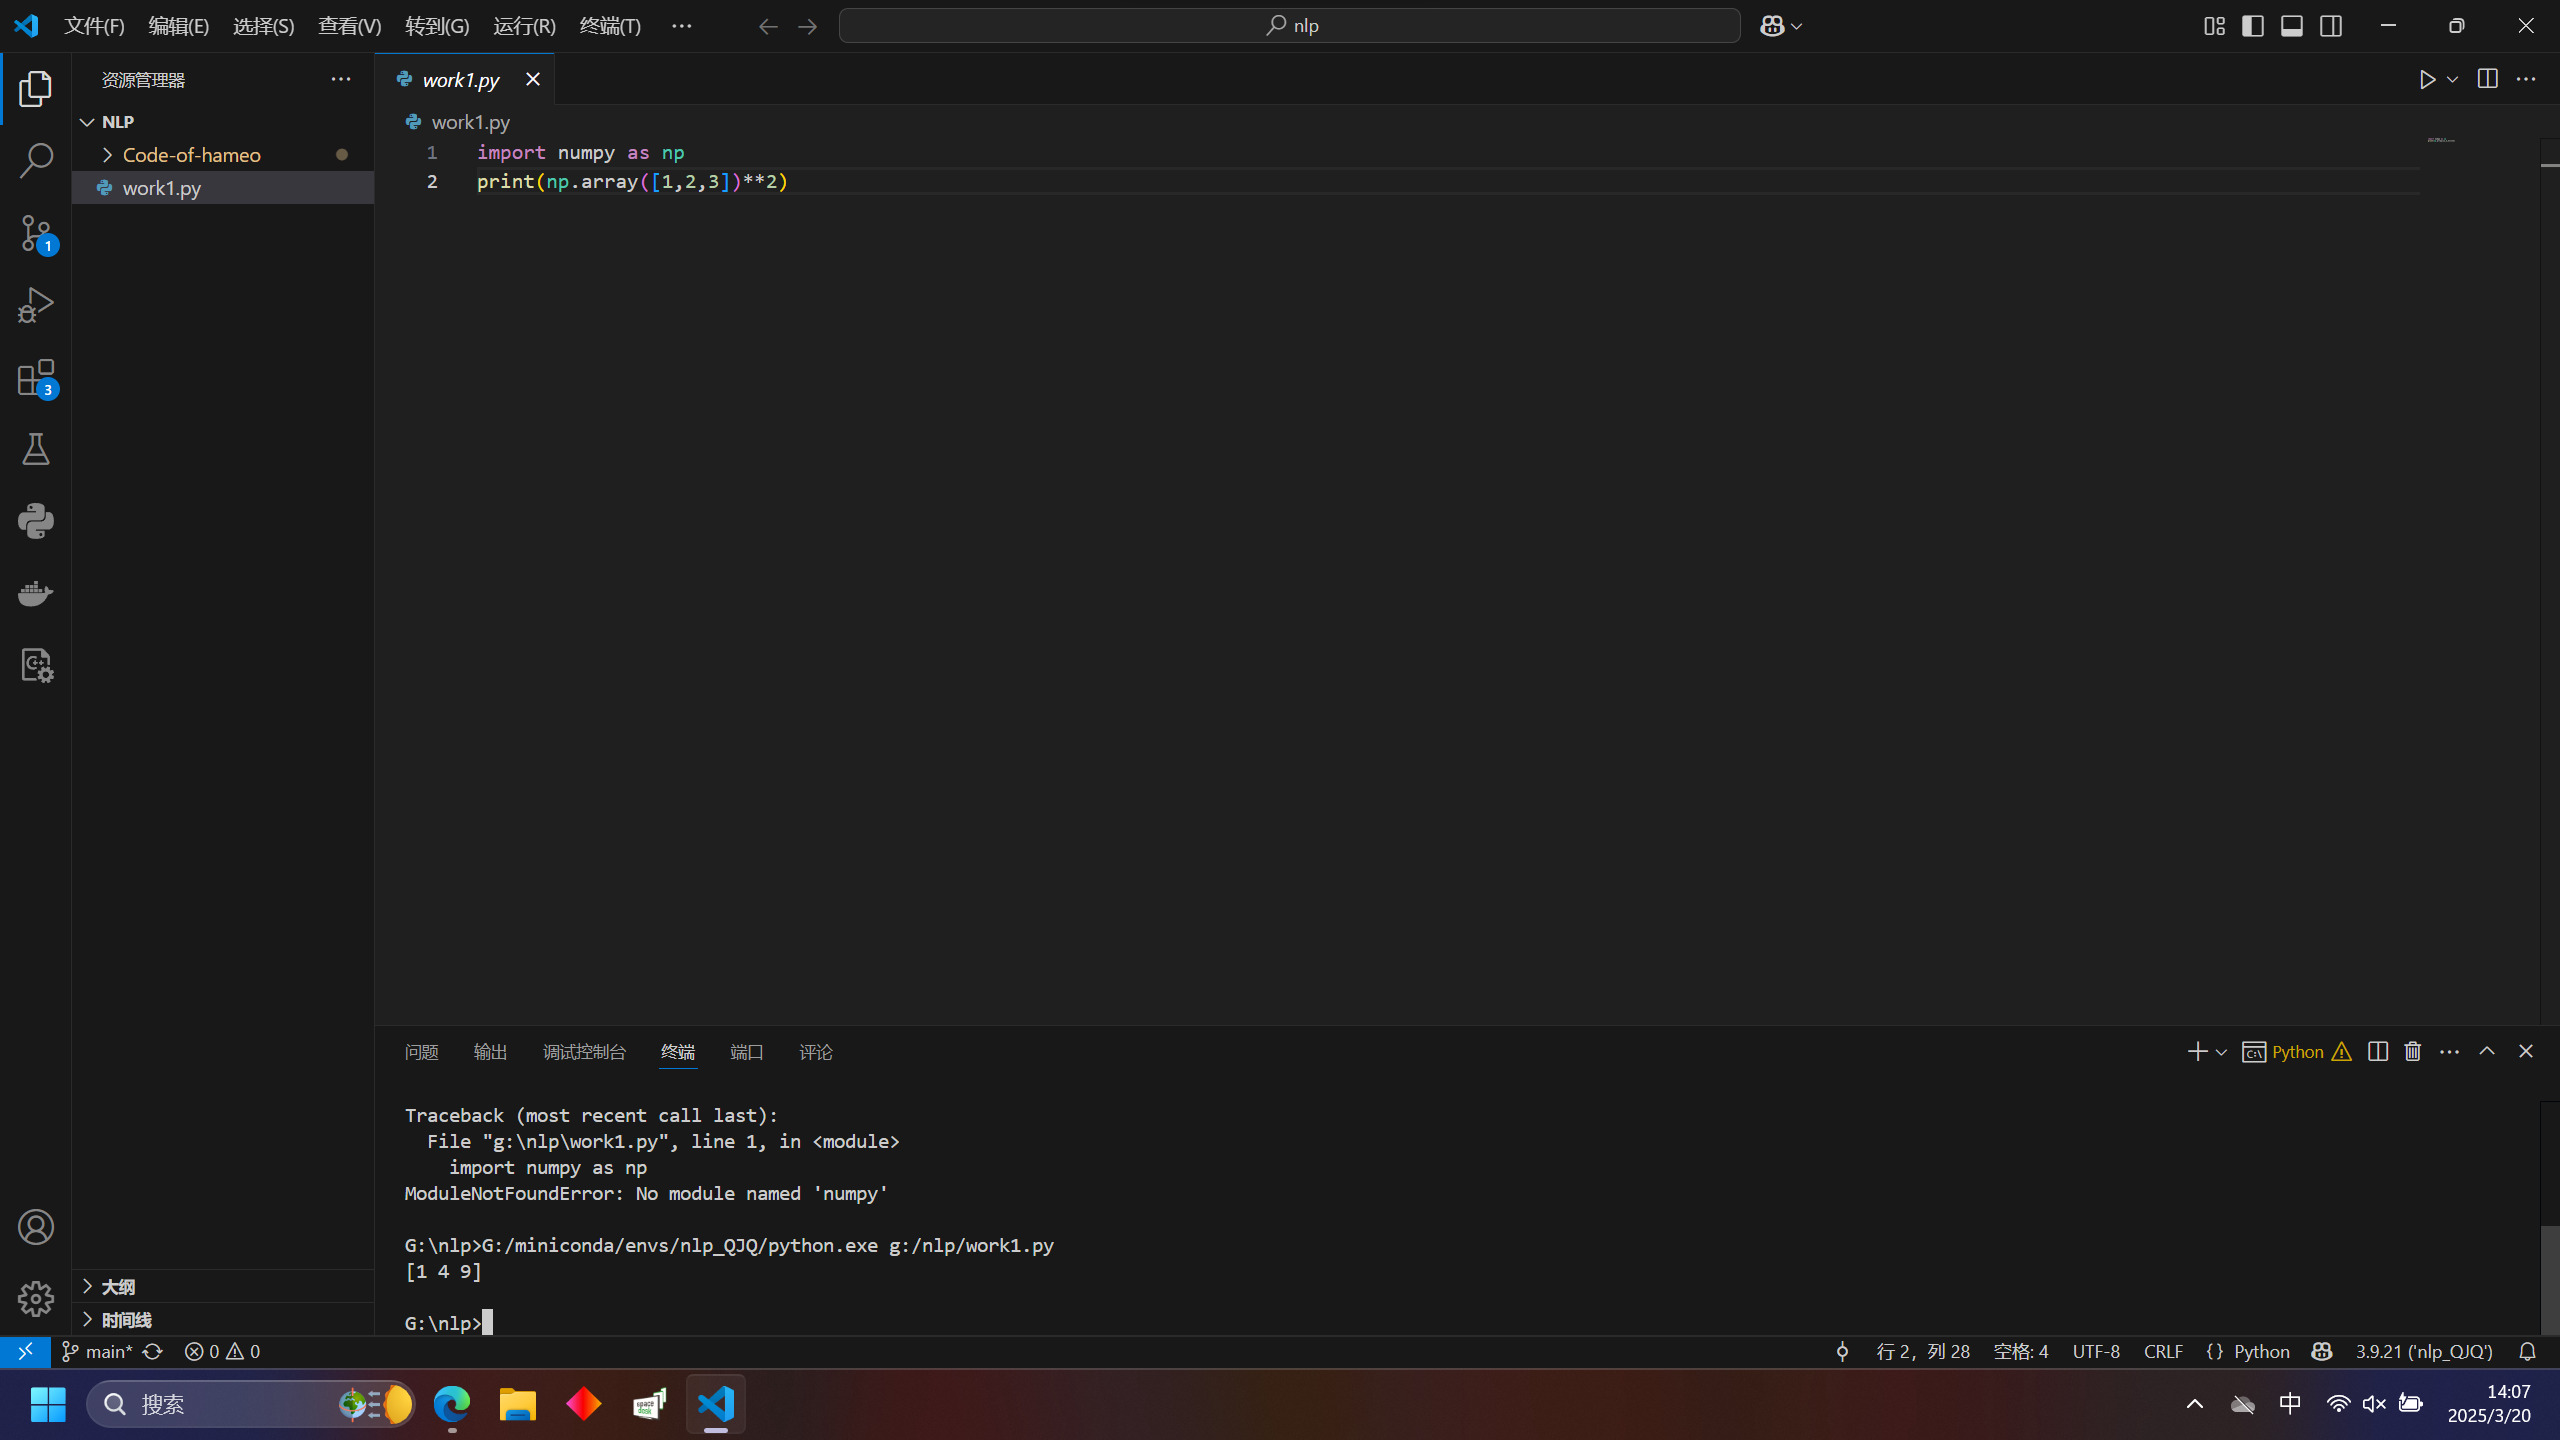 文件(F) 编辑(E) 选择(S) 查看(V) 转到(G) 运行(R) 终端(T) ··· nlp
资源管理器
work1.py
NLP
Code-of-hameo
work1.py
1
3
work1.py
1 import numpy as np
2 print(np.array([1,2,3])**2)
问题 输出 调试控制台 终端 端口 评论
Python
Traceback (most recent call last):
  File "g:\nlp\work1.py", line 1, in <module>
    import numpy as np
ModuleNotFoundError: No module named 'numpy'
G:\nlp>G:/miniconda/envs/nlp_QJQ/python.exe g:/nlp/work1.py
[1 4 9]
G:\nlp>
大纲
时间线
main* 0 0 行 2，列 28 空格: 4 UTF-8 CRLF {} Python 3.9.21 ('nlp_QJQ')
搜索
space desk
中
14:07
2025/3/20